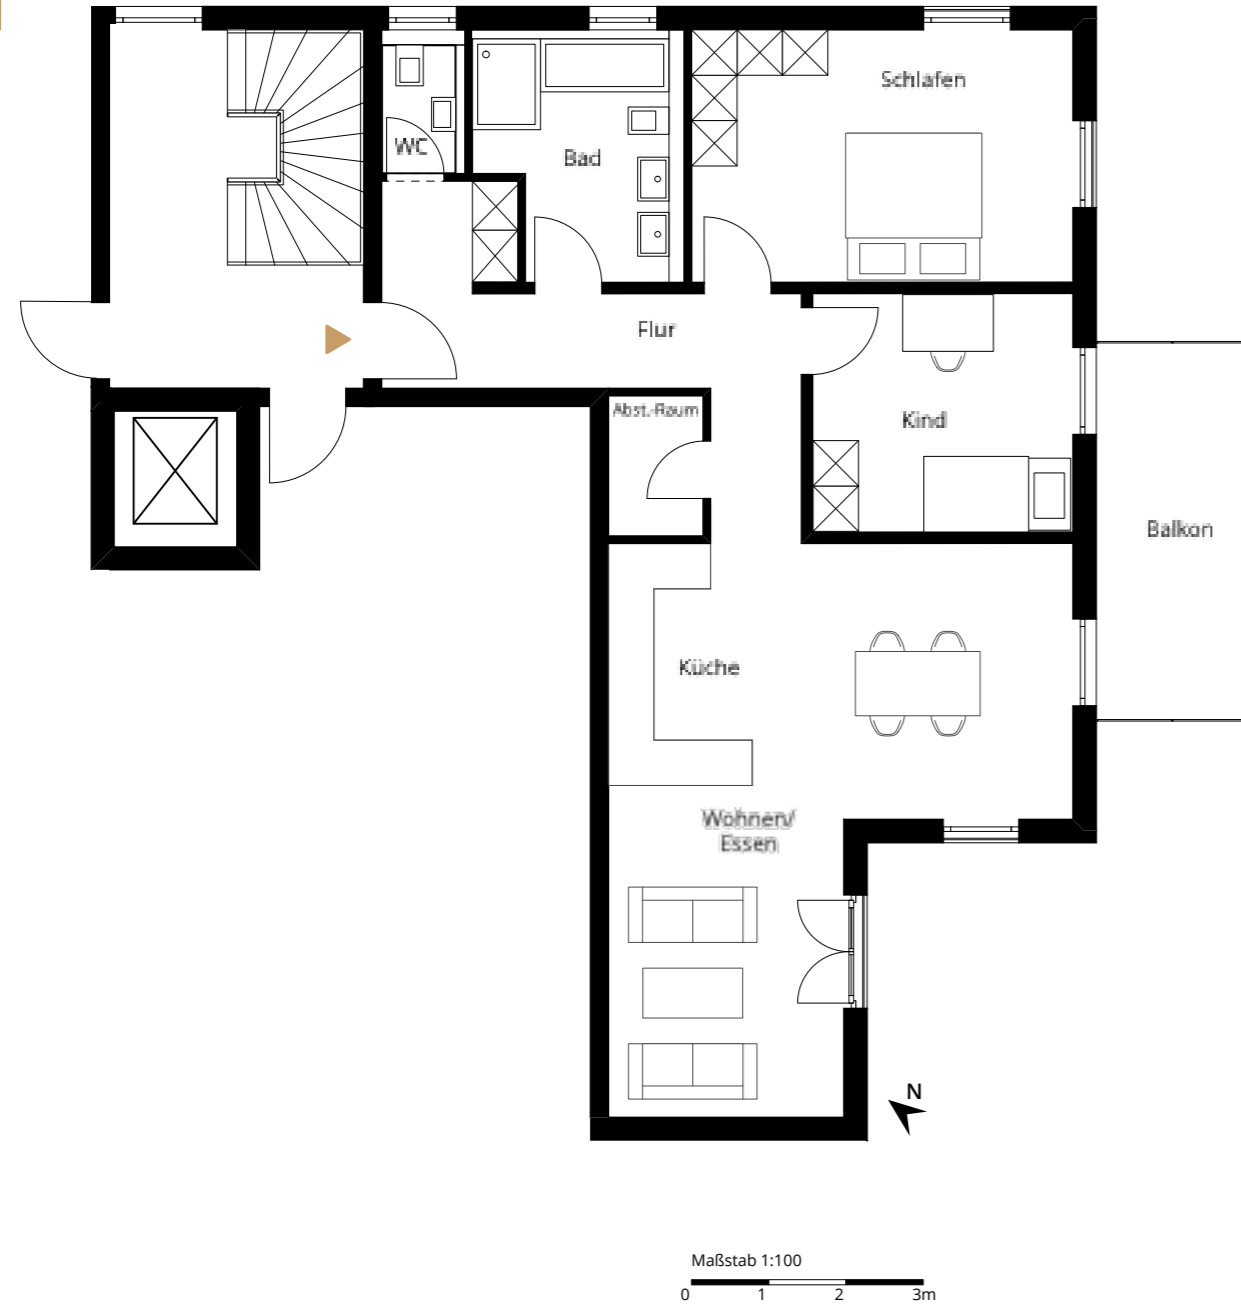 Schlafen
WC
Bad
Flur
Abst.-Raum
Kind
Balkon
Küche
Wohnen/
Essen
N
Maßstab 1:100
0 1 2 3m